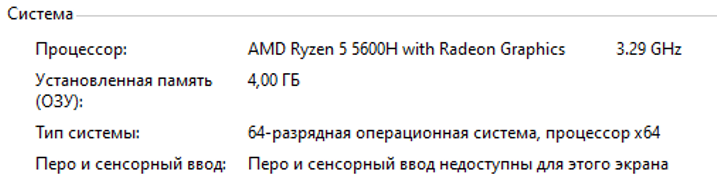 Система
Процессор: AMD Ryzen 5 5600H with Radeon Graphics 3.29 GHz
Установленная память 4,00 ГБ
(ОЗУ):
Тип системы: 64-разрядная операционная система, процессор x64
Перо и сенсорный ввод: Перо и сенсорный ввод недоступны для этого экрана